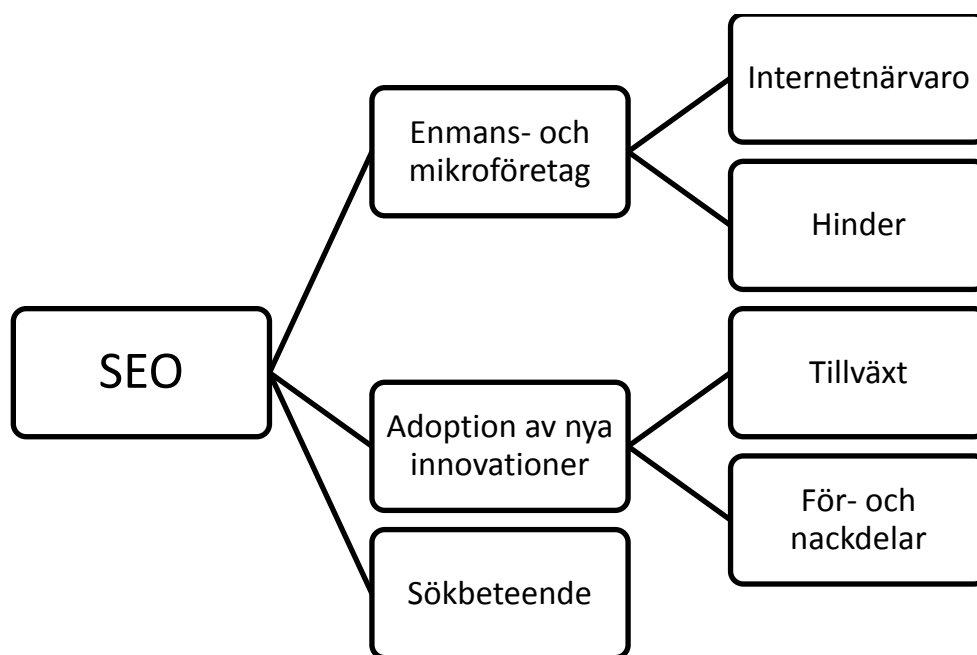 SEO
Enmans- och
mikroföretag
Internetnärvaro
Hinder
Adoption av nya
innovationer
Tillväxt
För- och
nackdelar
Sökbeteende